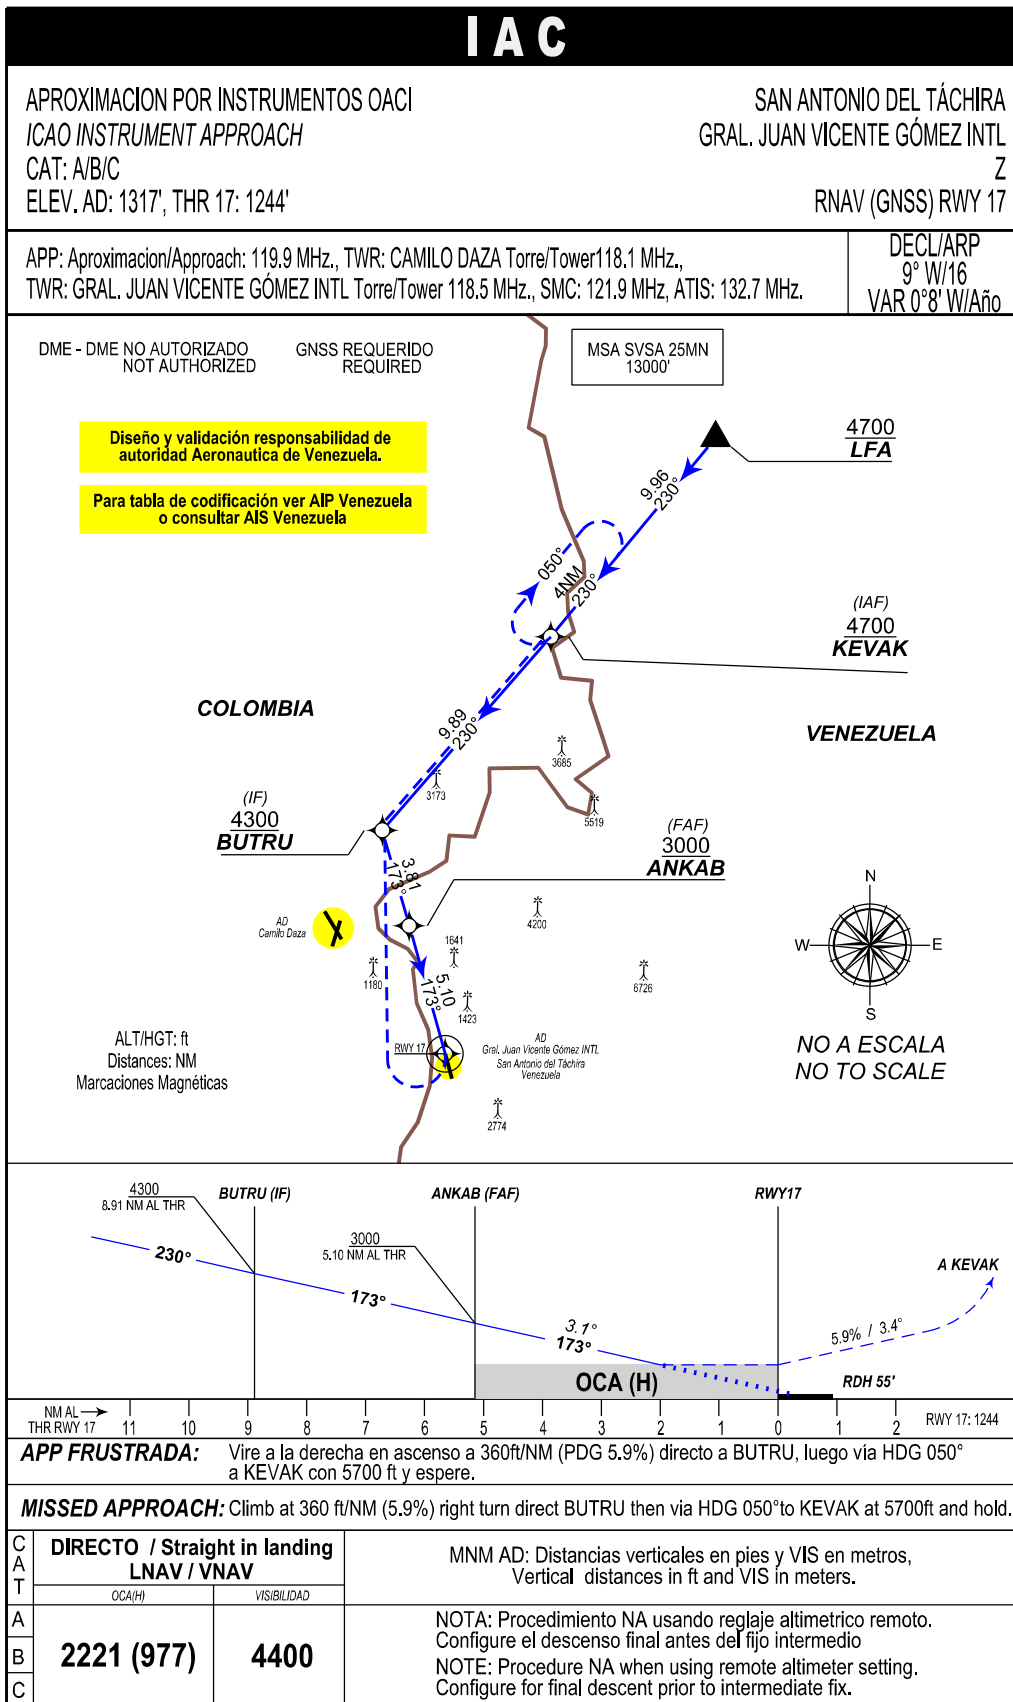 IAC
APROXIMACION POR INSTRUMENTOS OACI
ICAO INSTRUMENT APPROACH
CAT: A/B/C
ELEV. AD: 1317', THR 17: 1244'
SAN ANTONIO DEL TÁCHIRA
GRAL. JUAN VICENTE GÓMEZ INTL
Z
RNAV (GNSS) RWY 17
APP: Aproximacion/Approach: 119.9 MHz., TWR: CAMILO DAZA Torre/Tower118.1 MHz.,
TWR: GRAL. JUAN VICENTE GÓMEZ INTL Torre/Tower 118.5 MHz., SMC: 121.9 MHz, ATIS: 132.7 MHz.
DECL/ARP
9° W/16
VAR 0°8' W/Año
DME - DME NO AUTORIZADO
NOT AUTHORIZED
GNSS REQUERIDO
REQUIRED
MSA SVSA 25MN
13000'
Diseño y validación responsabilidad de
autoridad Aeronautica de Venezuela.
Para tabla de codificación ver AIP Venezuela
o consultar AIS Venezuela
4700
LFA
9.96
230°
050°
4NM
230°
(IAF)
4700
KEVAK
COLOMBIA
VENEZUELA
9.89
230°
3685
3173
5519
(IF)
4300
BUTRU
(FAF)
3000
ANKAB
3.81
173°
AD
Camilo Daza
4200
1641
1180
6726
1423
5.10
173°
N
W
E
S
RWY 17
AD
Gral. Juan Vicente Gómez INTL
San Antonio del Táchira
Venezuela
2774
ALT/HGT: ft
Distances: NM
Marcaciones Magnéticas
NO A ESCALA
NO TO SCALE
4300
8.91 NM AL THR
BUTRU (IF)
ANKAB (FAF)
RWY17
3000
5.10 NM AL THR
A KEVAK
230°
173°
3.1°
173°
5.9% / 3.4°
OCA (H)
RDH 55'
NM AL
THR RWY 17
11 10 9 8 7 6 5 4 3 2 1 0 1 2
RWY 17: 1244
APP FRUSTRADA: Vire a la derecha en ascenso a 360ft/NM (PDG 5.9%) directo a BUTRU, luego vía HDG 050°
a KEVAK con 5700 ft y espere.
MISSED APPROACH: Climb at 360 ft/NM (5.9%) right turn direct BUTRU then via HDG 050°to KEVAK at 5700ft and hold.
CAT
DIRECTO / Straight in landing
LNAV / VNAV
OCA(H)
VISIBILIDAD
MNM AD: Distancias verticales en pies y VIS en metros,
Vertical distances in ft and VIS in meters.
A
B
C
2221 (977)
4400
NOTA: Procedimiento NA usando reglaje altimetrico remoto.
Configure el descenso final antes del fijo intermedio
NOTE: Procedure NA when using remote altimeter setting.
Configure for final descent prior to intermediate fix.